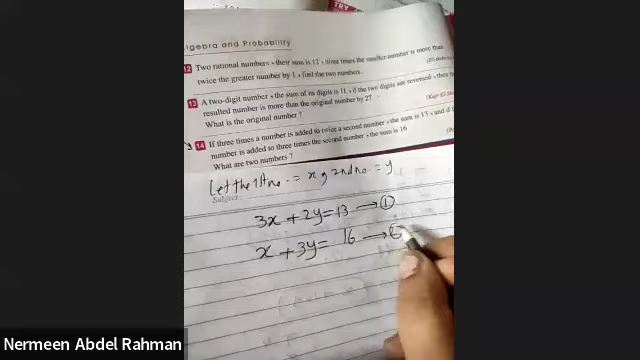 TRY
Algebra and Probability
12 Two rational numbers, their sum is 12, three times the smaller number is more than
twice the greater number by 1, find the two numbers.
13 A two-digit number, the sum of its digits is 11, if the two digits are reversed, then the
resulted number is more than the original number by 27
What is the original number ?
14 If three times a number is added to twice a second number, the sum is 13, and if
number is added to three times the second number, the sum is 16
What are two numbers ?
Let the 1st no. = x, 2nd no. = y
Subject :
3x + 2y = 13 → ①
x + 3y = 16 →
Nermeen Abdel Rahman